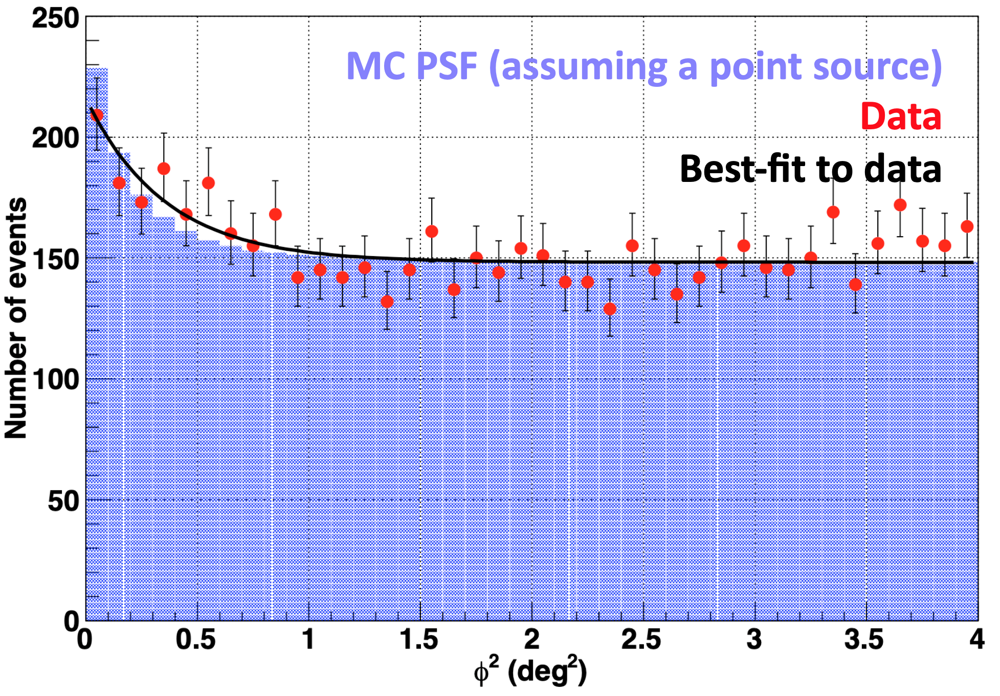 250
MC PSF (assuming a point source)
Data
200
Best-fit to data
150
100
50
0
Number of events
0 0.5 1 1.5 2 2.5 3 3.5 4
ϕ² (deg²)